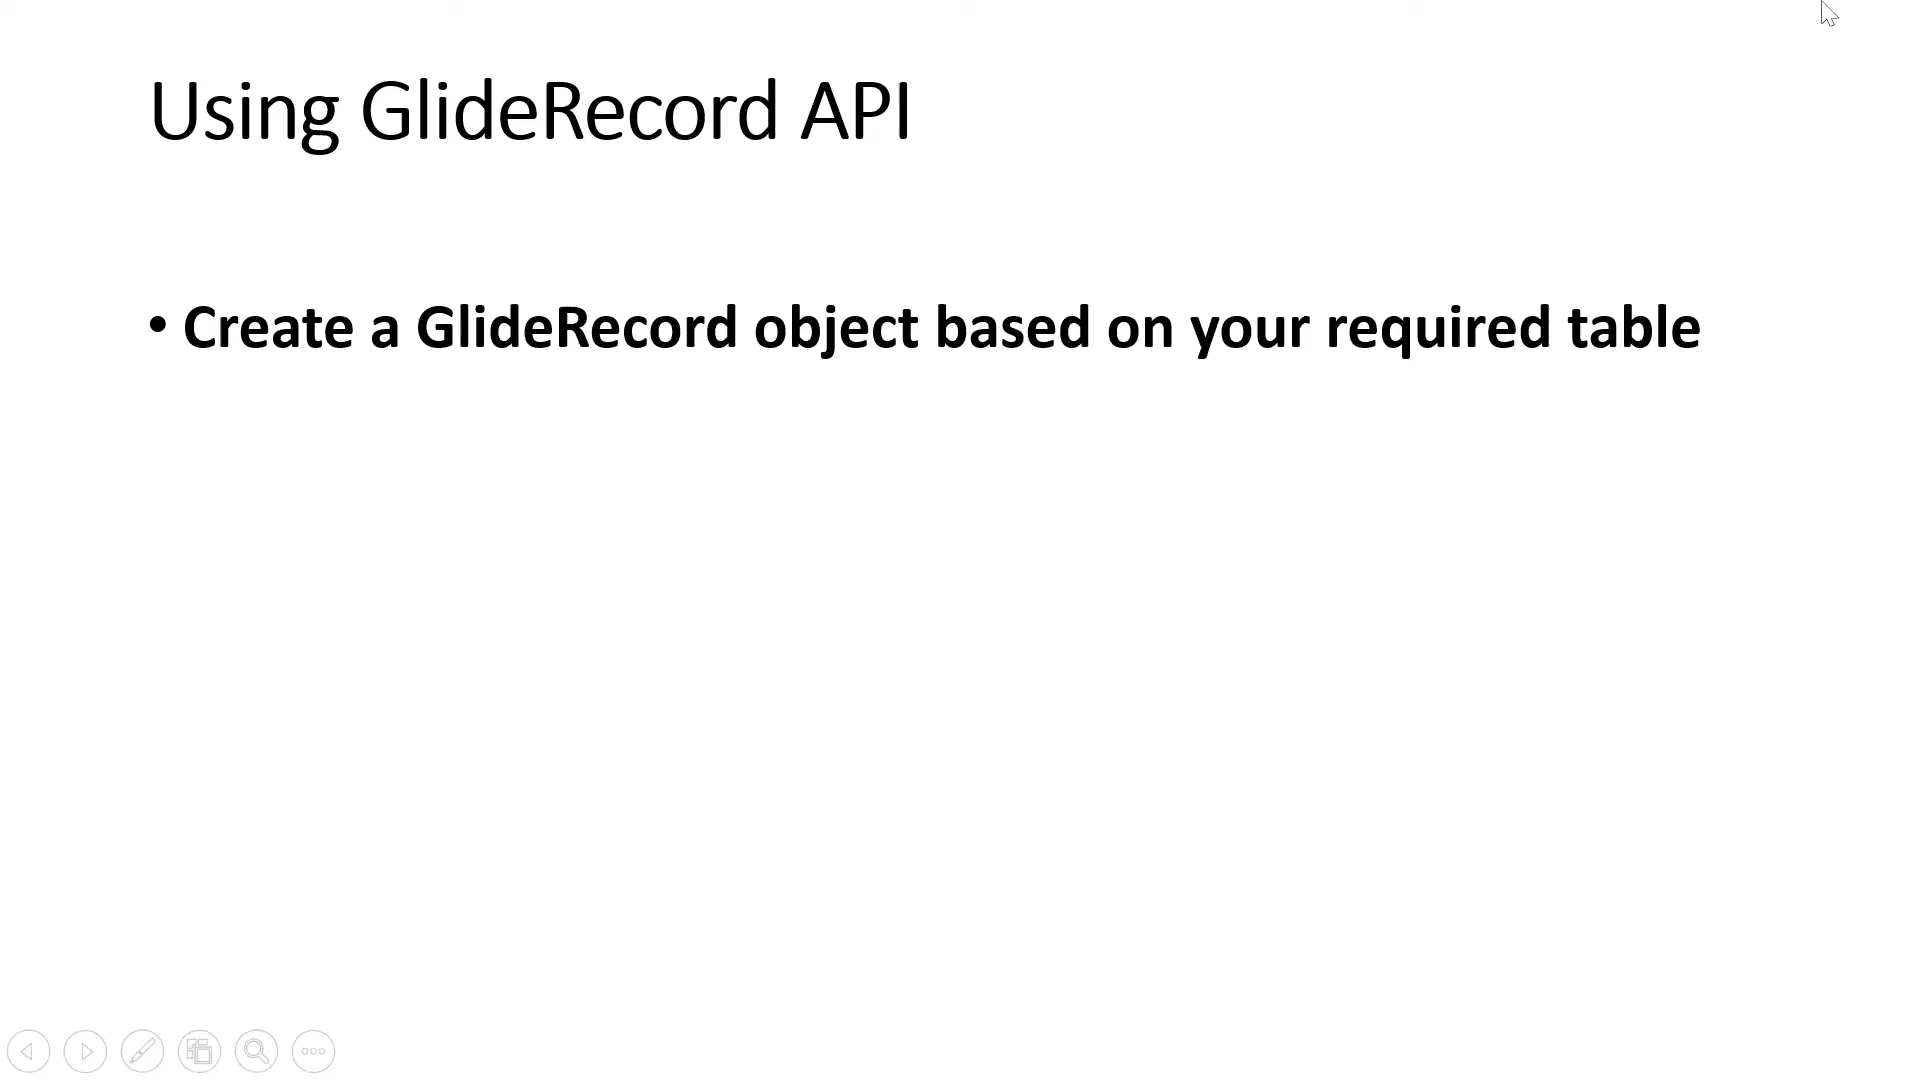 Using GlideRecord API
• Create a GlideRecord object based on your required table